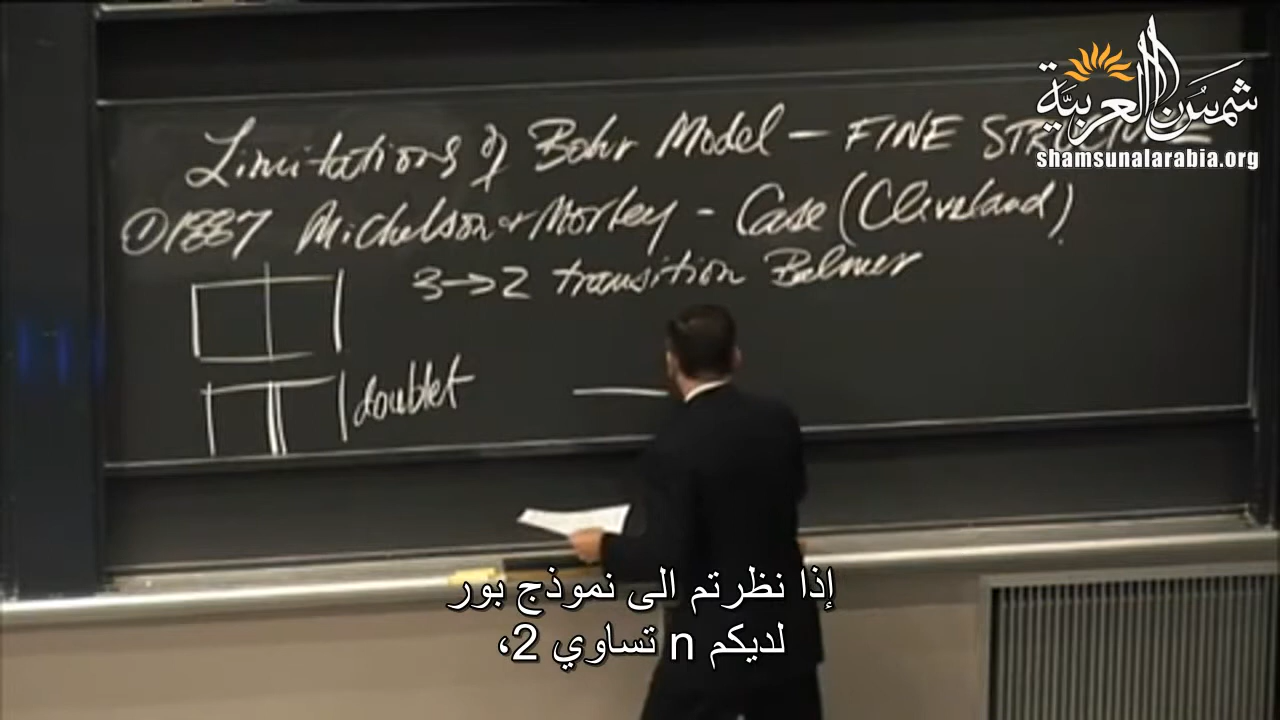 شمس العربية
shamsunalarabia.org
Limitations of Bohr Model – FINE STRUCTURE
① 1887 Michelson & Morley - Case (Cleveland)
3→2 transition Balmer
doublet
إذا نظرتم الى نموذج بور
لديكم n تساوي 2،